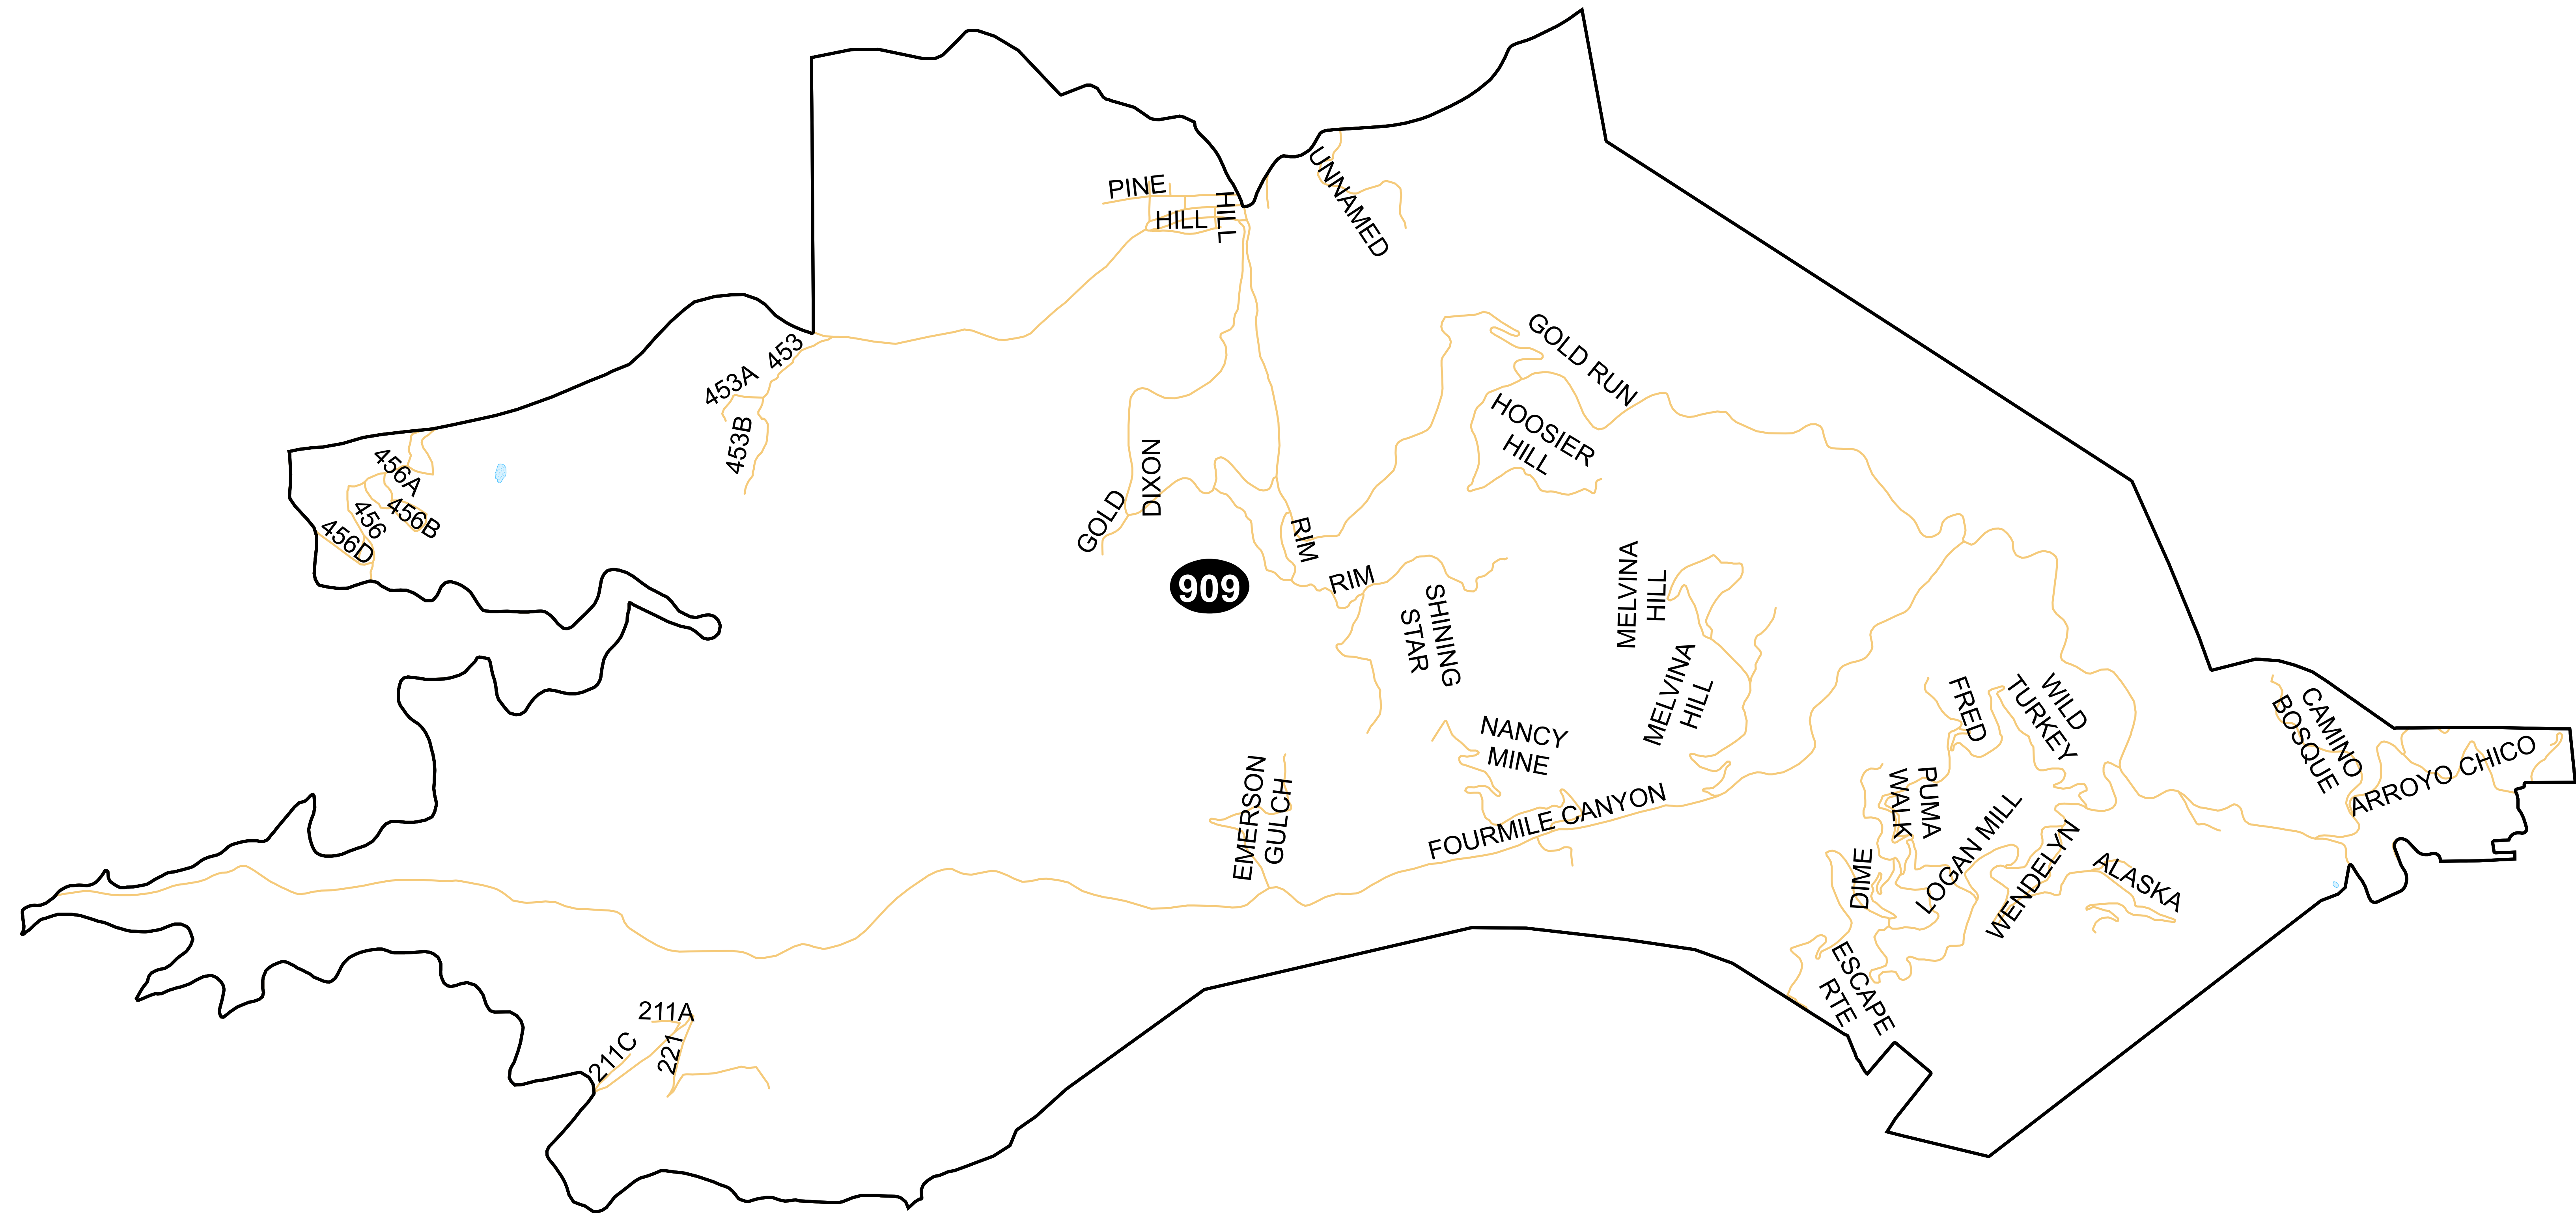 UNNAMED
PINE
HILL
HILL
GOLD RUN
453
453A
453B
HOOSIER
HILL
DIXON
GOLD
456A
456B
456
456D
RIM
RIM
909
SHINING
STAR
MELVINA
HILL
MELVINA
HILL
NANCY
MINE
FRED
WILD
TURKEY
CAMINO
BOSQUE
ARROYO CHICO
EMERSON
GULCH
FOURMILE CANYON
PUMA
WALK
LOGAN MILL
DIME
WENDELYN
ALASKA
ESCAPE
RTE
211A
211C
221